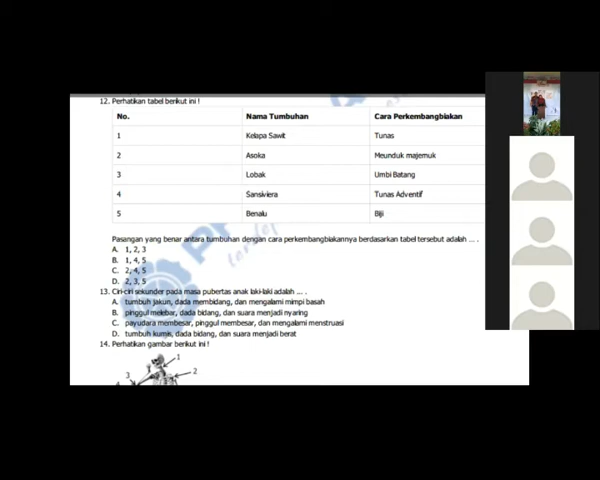 12. Perhatikan tabel berikut ini !
No. Nama Tumbuhan Cara Perkembangbiakan
1 Kelapa Sawit Tunas
2 Asoka Meunduk majemuk
3 Lobak Umbi Batang
4 Sansiviera Tunas Adventif
5 Benalu Biji
Pasangan yang benar antara tumbuhan dengan cara perkembangbiakannya berdasarkan tabel tersebut adalah ... .
A. 1, 2, 3
B. 1, 4, 5
C. 2, 4, 5
D. 2, 3, 5
13. Ciri-ciri sekunder pada masa pubertas anak laki-laki adalah ... .
A. tumbuh jakun, dada membidang, dan mengalami mimpi basah
B. pinggul melebar, dada bidang, dan suara menjadi nyaring
C. payudara membesar, pinggul membesar, dan mengalami menstruasi
D. tumbuh kumis, dada bidang, dan suara menjadi berat
14. Perhatikan gambar berikut ini !
1
3 2
4